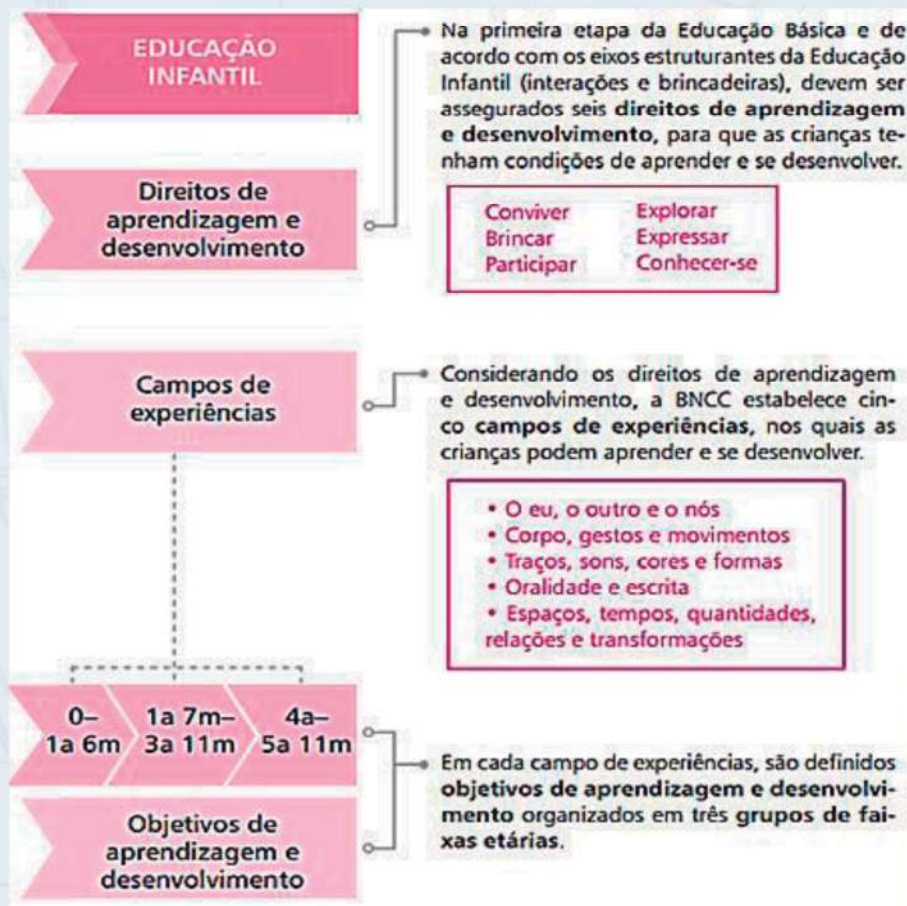 EDUCAÇÃO
INFANTIL
Na primeira etapa da Educação Básica e de
acordo com os eixos estruturantes da Educação
Infantil (interações e brincadeiras), devem ser
assegurados seis direitos de aprendizagem
e desenvolvimento, para que as crianças te-
nham condições de aprender e se desenvolver.
Direitos de
aprendizagem e
desenvolvimento
Conviver
Brincar
Participar
Explorar
Expressar
Conhecer-se
Campos de
experiências
Considerando os direitos de aprendizagem
e desenvolvimento, a BNCC estabelece cin-
co campos de experiências, nos quais as
crianças podem aprender e se desenvolver.
• O eu, o outro e o nós
• Corpo, gestos e movimentos
• Traços, sons, cores e formas
• Oralidade e escrita
• Espaços, tempos, quantidades,
relações e transformações
0–
1a 6m
1a 7m–
3a 11m
4a–
5a 11m
Em cada campo de experiências, são definidos
objetivos de aprendizagem e desenvolvi-
mento organizados em três grupos de fai-
xas etárias.
Objetivos de
aprendizagem e
desenvolvimento